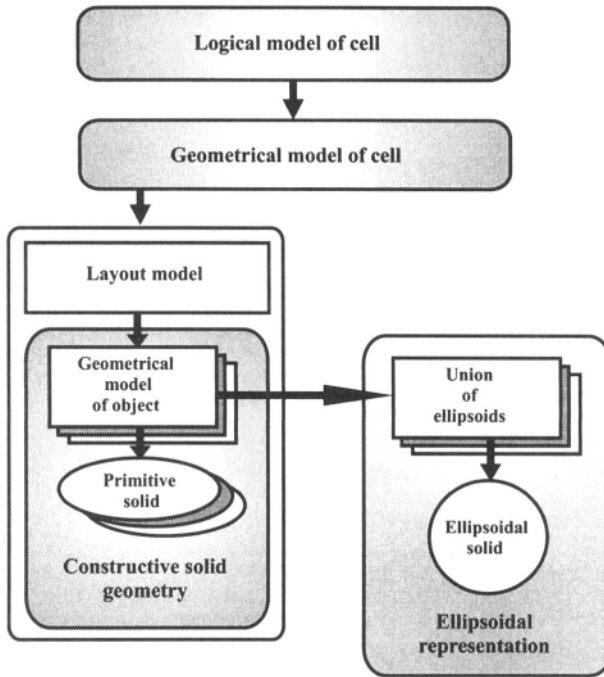 Logical model of cell
Geometrical model of cell
Layout model
Geometrical
model
of object
Primitive
solid
Constructive solid
geometry
Union
of
ellipsoids
Ellipsoidal
solid
Ellipsoidal
representation